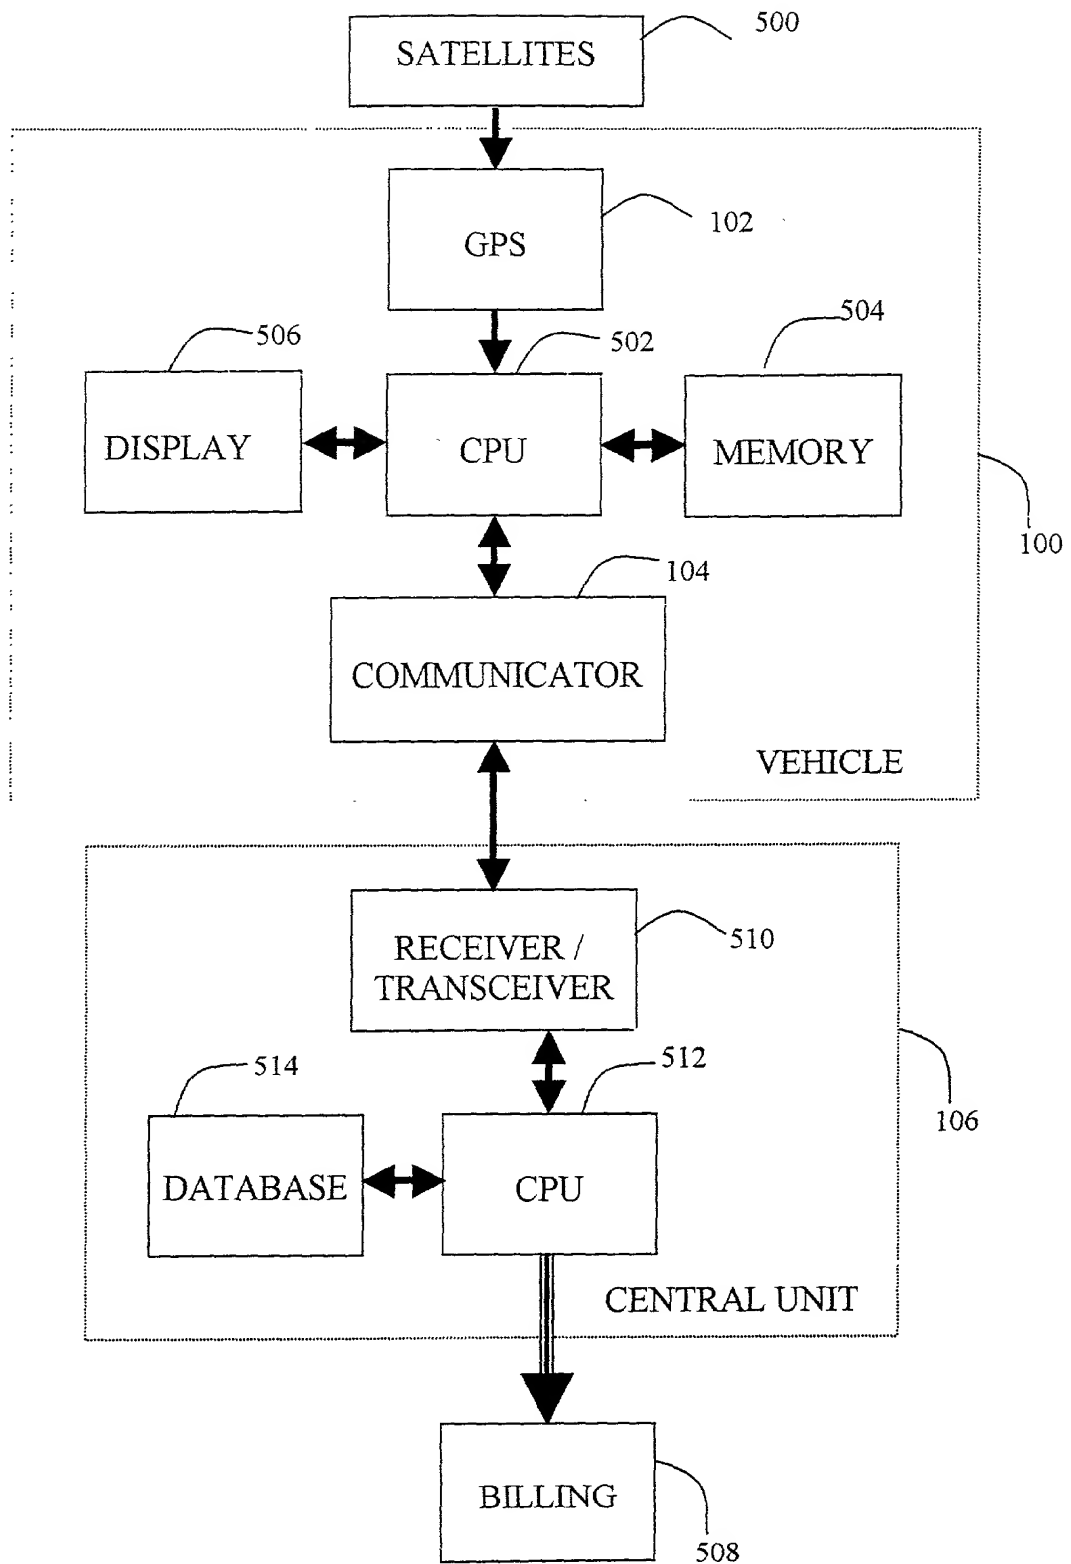 SATELLITES
500
GPS
102
506
502
504
DISPLAY
CPU
MEMORY
100
104
COMMUNICATOR
VEHICLE
RECEIVER /
TRANSCEIVER
510
514
512
106
DATABASE
CPU
CENTRAL UNIT
BILLING
508